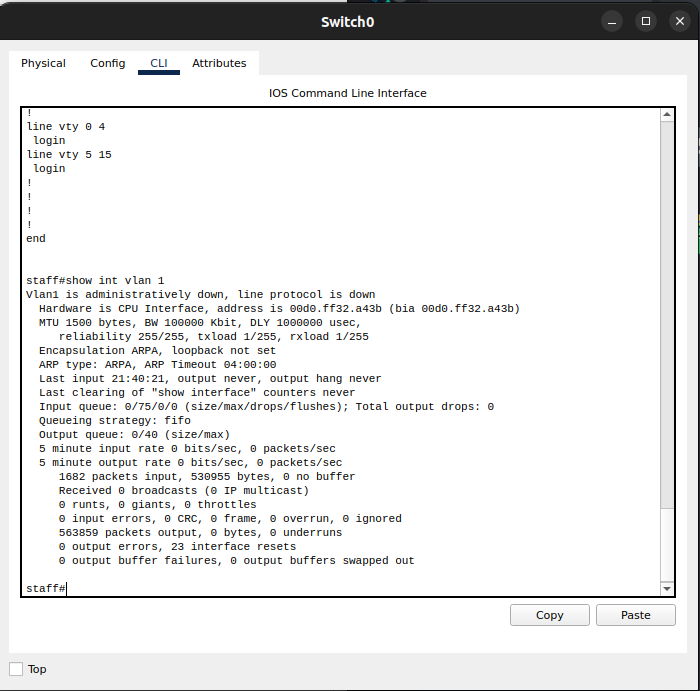 Switch0
Physical Config CLI Attributes
IOS Command Line Interface
!
line vty 0 4
login
line vty 5 15
login
!
!
!
!
end
staff#show int vlan 1
Vlan1 is administratively down, line protocol is down
Hardware is CPU Interface, address is 00d0.ff32.a43b (bia 00d0.ff32.a43b)
MTU 1500 bytes, BW 100000 Kbit, DLY 1000000 usec,
reliability 255/255, txload 1/255, rxload 1/255
Encapsulation ARPA, loopback not set
ARP type: ARPA, ARP Timeout 04:00:00
Last input 21:40:21, output never, output hang never
Last clearing of "show interface" counters never
Input queue: 0/75/0/0 (size/max/drops/flushes); Total output drops: 0
Queueing strategy: fifo
Output queue: 0/40 (size/max)
5 minute input rate 0 bits/sec, 0 packets/sec
5 minute output rate 0 bits/sec, 0 packets/sec
1682 packets input, 530955 bytes, 0 no buffer
Received 0 broadcasts (0 IP multicast)
0 runts, 0 giants, 0 throttles
0 input errors, 0 CRC, 0 frame, 0 overrun, 0 ignored
563859 packets output, 0 bytes, 0 underruns
0 output errors, 23 interface resets
0 output buffer failures, 0 output buffers swapped out
staff#
Copy Paste
Top